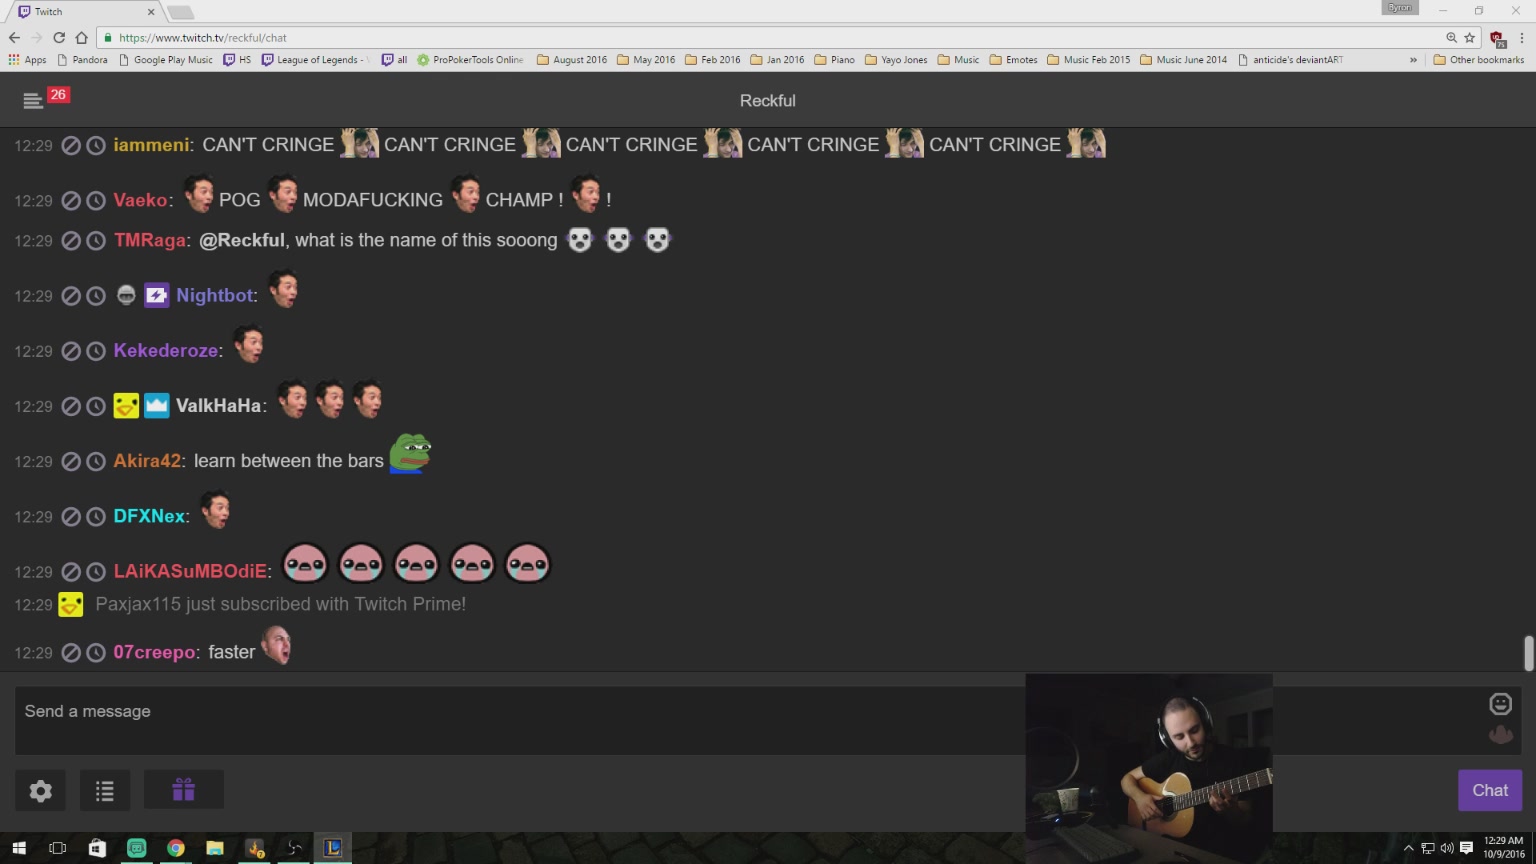 Twitch
Byron
https://www.twitch.tv/reckful/chat
Apps Pandora Google Play Music HS League of Legends - all ProPokerTools Online August 2016 May 2016 Feb 2016 Jan 2016 Piano Yayo Jones Music Emotes Music Feb 2015 Music June 2014 anticide's deviantART » Other bookmarks
26
Reckful
12:29 iammeni: CAN'T CRINGE CAN'T CRINGE CAN'T CRINGE CAN'T CRINGE CAN'T CRINGE
12:29 Vaeko: POG MODAFUCKING CHAMP ! !
12:29 TMRaga: @Reckful, what is the name of this sooong
12:29 Nightbot:
12:29 Kekederoze:
12:29 ValkHaHa:
12:29 Akira42: learn between the bars
12:29 DFXNex:
12:29 LAiKASuMBOdiE:
12:29 Paxjax115 just subscribed with Twitch Prime!
12:29 07creepo: faster
Send a message
Chat
12:29 AM
10/9/2016